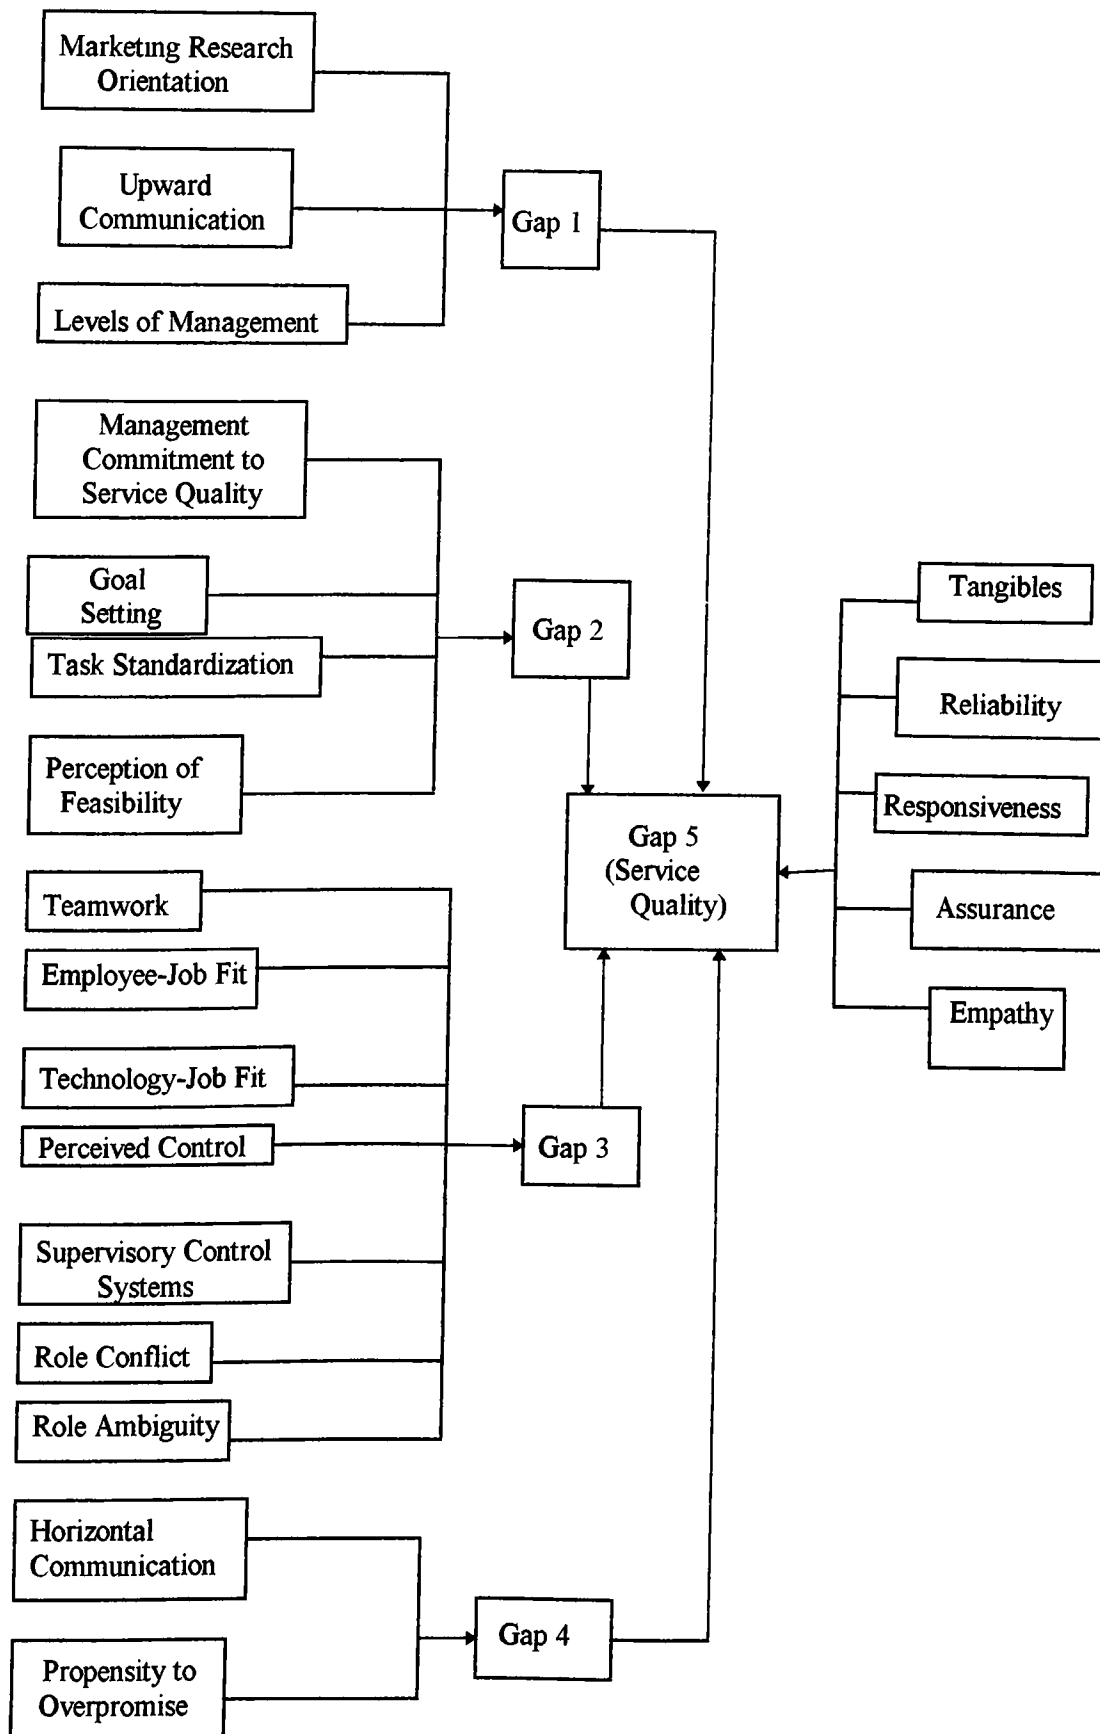 Marketing Research
Orientation
Upward
Communication
Gap 1
Levels of Management
Management
Commitment to
Service Quality
Goal
Setting
Task Standardization
Gap 2
Perception of
Feasibility
Tangibles
Reliability
Responsiveness
Assurance
Empathy
Gap 5
(Service
Quality)
Teamwork
Employee-Job Fit
Technology-Job Fit
Perceived Control
Gap 3
Supervisory Control
Systems
Role Conflict
Role Ambiguity
Horizontal
Communication
Gap 4
Propensity to
Overpromise